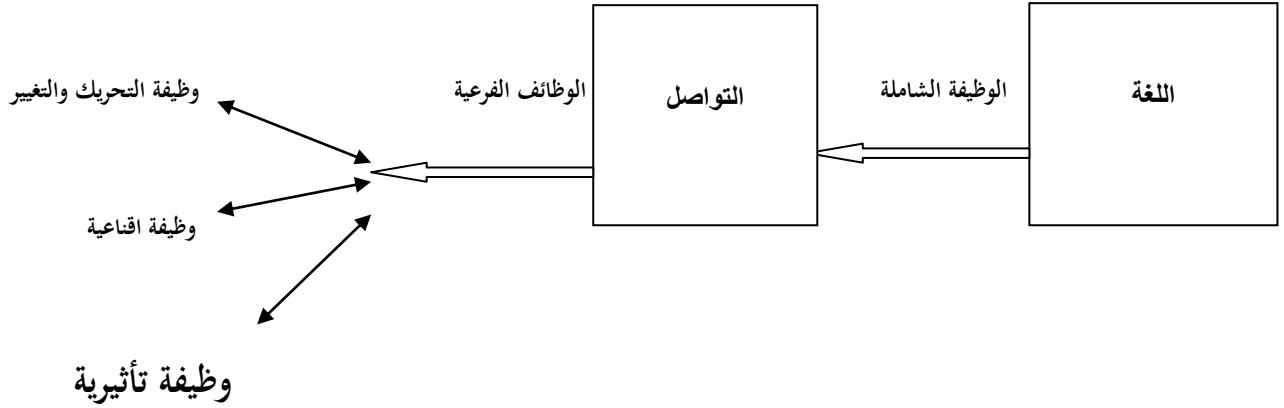 اللغة
الوظيفة الشاملة
التواصل
الوظائف الفرعية
وظيفة التحريك والتغيير
وظيفة اقناعية
وظيفة تأثيرية